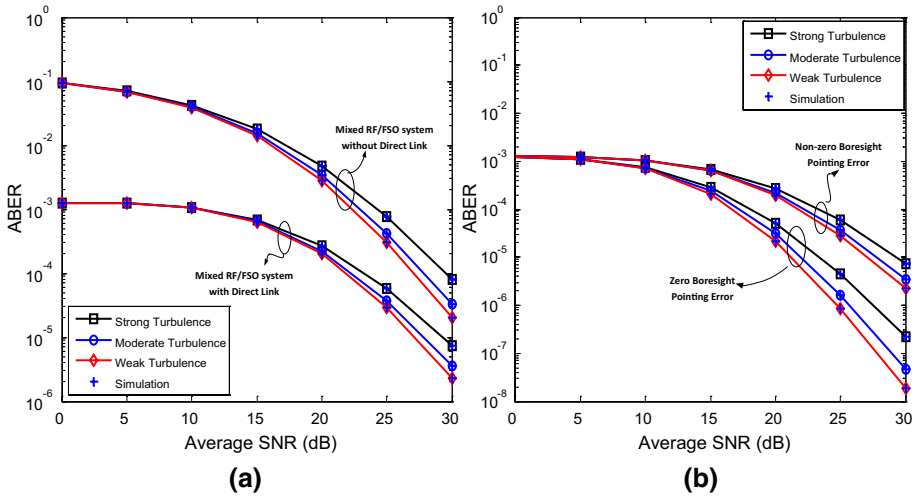 10^0
10^-1
10^-2
10^-3
10^-4
10^-5
10^-6
ABER
0 5 10 15 20 25 30
Average SNR (dB)
Mixed RF/FSO system
without Direct Link
Mixed RF/FSO system
with Direct Link
Strong Turbulence
Moderate Turbulence
Weak Turbulence
Simulation
(a)
10^0
10^-1
10^-2
10^-3
10^-4
10^-5
10^-6
10^-7
10^-8
ABER
0 5 10 15 20 25 30
Average SNR (dB)
Strong Turbulence
Moderate Turbulence
Weak Turbulence
Simulation
Non-zero Boresight
Pointing Error
Zero Boresight
Pointing Error
(b)